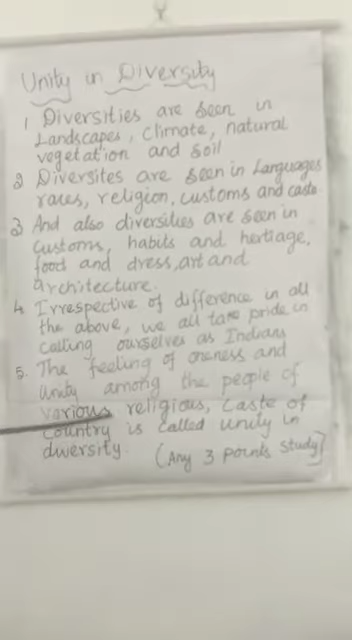 Unity in Diversity
1 Diversities are seen in
Landscapes, climate, natural
vegetation and soil
2 Diversites are seen in Languages
races, religion, customs and caste
3 And also diversities are seen in
customs, habits and hertiage,
food and dress, art and
architecture.
4. Irrespective of difference in all
the above, we all take pride in
calling ourselves as Indians
5. The feeling of oneness and
unity among the people of
various religious, caste of
country is called unity in
diversity. (Any 3 points study)